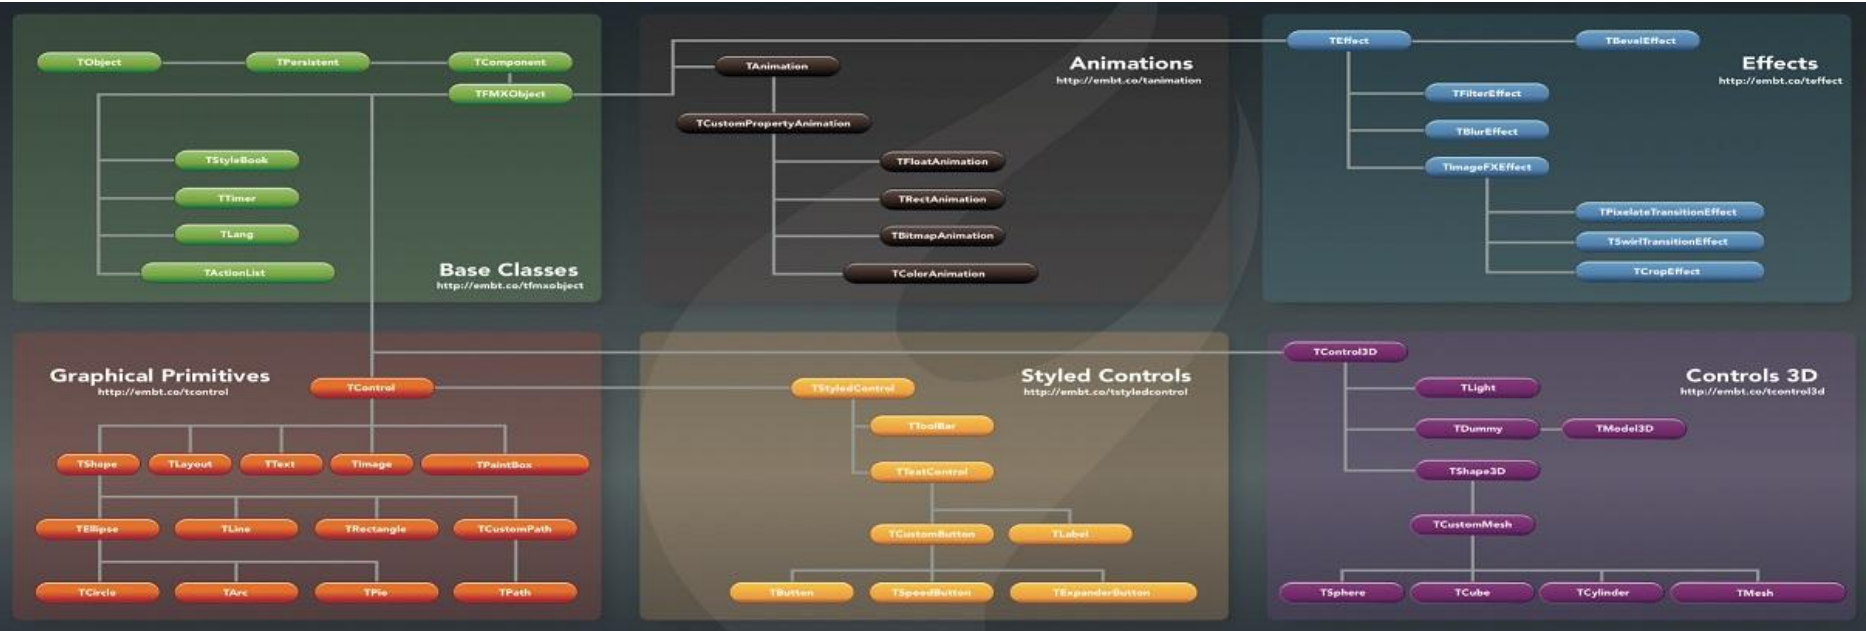 TObject
TPersistent
TComponent
TFMXObject
TStyleBook
TTimer
TLang
TActionList
Base Classes
http://embt.co/tfmxobject
TAnimation
Animations
http://embt.co/tanimation
TCustomPropertyAnimation
TFloatAnimation
TRectAnimation
TBitmapAnimation
TColorAnimation
TEffect
TBevelEffect
Effects
http://embt.co/teffect
TFilterEffect
TBlurEffect
TImageFXEffect
TPixelateTransitionEffect
TSwirlTransitionEffect
TCropEffect
Graphical Primitives
http://embt.co/tcontrol
TControl
TShape
TLayout
TText
TImage
TPaintBox
TEllipse
TLine
TRectangle
TCustomPath
TCircle
TArc
TPie
TPath
TStyledControl
Styled Controls
http://embt.co/tstyledcontrol
TToolBar
TTextControl
TCustomButton
TLabel
TButton
TSpeedButton
TExpanderButton
TControl3D
Controls 3D
http://embt.co/tcontrol3d
TLight
TDummy
TModel3D
TShape3D
TCustomMesh
TSphere
TCube
TCylinder
TMesh